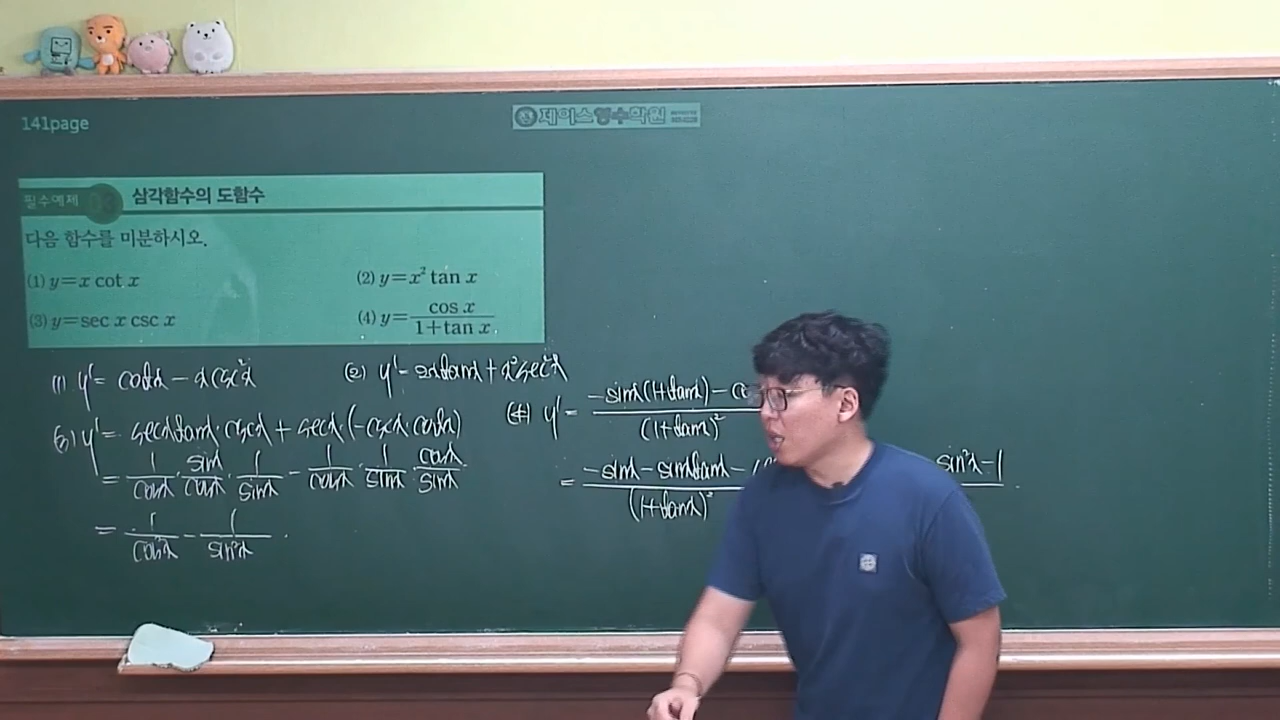 141page
제이스영수학원
필수예제 03 삼각함수의 도함수
다음 함수를 미분하시오.
(1) y=x cot x (2) y=x² tan x
(3) y=sec x csc x (4) y=cos x/(1+tan x)
(1) y'= cotx - x csc²x (2) y'= 2xtanx + x²sec²x
(3) y'= secxtanx·cscx + secx·(-cscx·cotx)
= 1/cosx · sinx/cosx · 1/sinx - 1/cosx · 1/sinx · cosx/sinx
= 1/cos²x - 1/sin²x
(4) y'= -sinx(1+tanx) -
(1+tanx)²
= -sinx - sinxtanx -
(1+tanx)²
sin²x - 1